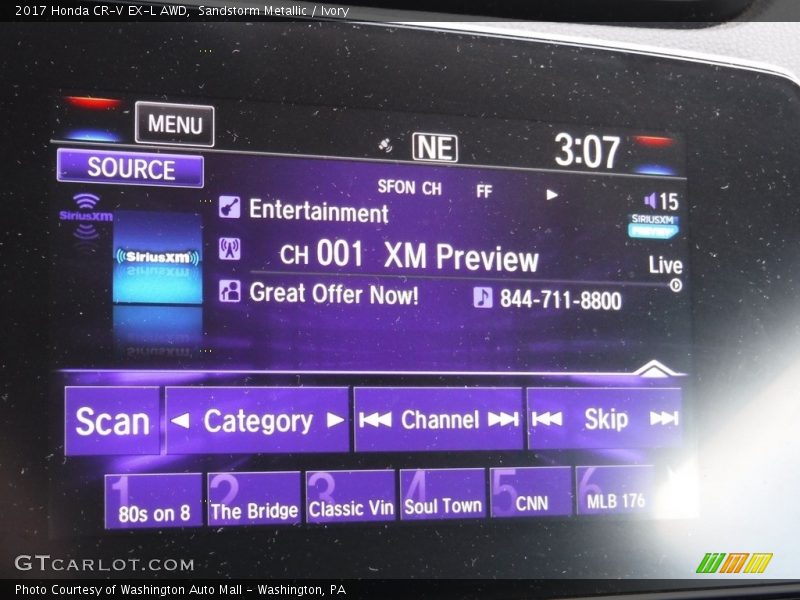 2017 Honda CR-V EX-L AWD, Sandstorm Metallic / Ivory
MENU
NE
3:07
SOURCE
SFON CH FF
15
SiriusXM
Entertainment
SIRIUSXM
PREVIEW
SiriusXM
CH 001 XM Preview
Live
Great Offer Now!
844-711-8800
Scan
Category
Channel
Skip
1 80s on 8
2 The Bridge
3 Classic Vin
4 Soul Town
5 CNN
6 MLB 176
GTCARLOT.COM
Photo Courtesy of Washington Auto Mall - Washington, PA